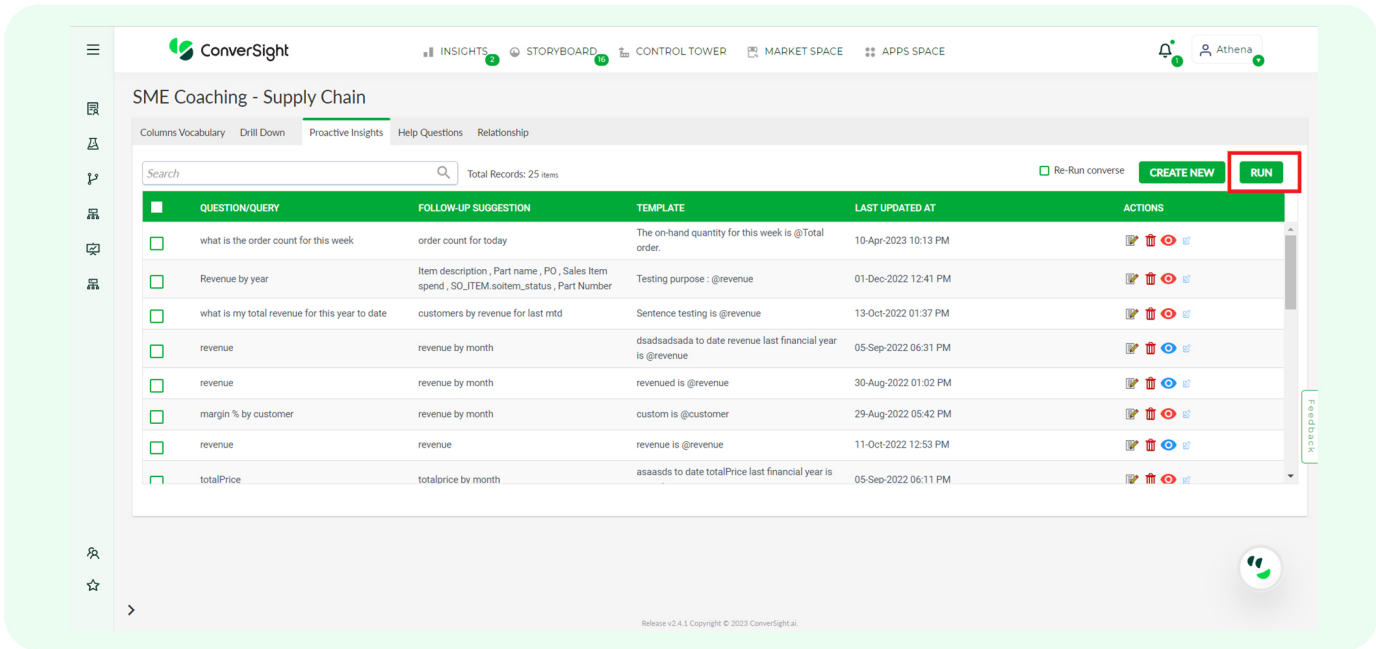 ConverSight
INSIGHTS 2 STORYBOARD 16 CONTROL TOWER MARKET SPACE APPS SPACE 1 Athena
SME Coaching - Supply Chain
Columns Vocabulary Drill Down Proactive Insights Help Questions Relationship
Search Total Records: 25 items Re-Run converse CREATE NEW RUN
QUESTION/QUERY FOLLOW-UP SUGGESTION TEMPLATE LAST UPDATED AT ACTIONS
what is the order count for this week order count for today The on-hand quantity for this week is @Total
order. 10-Apr-2023 10:13 PM
Revenue by year Item description , Part name , PO , Sales Item
spend , SO_ITEM.soitem_status , Part Number Testing purpose : @revenue 01-Dec-2022 12:41 PM
what is my total revenue for this year to date customers by revenue for last mtd Sentence testing is @revenue 13-Oct-2022 01:37 PM
revenue revenue by month dsadsadsada to date revenue last financial year
is @revenue 05-Sep-2022 06:31 PM
revenue revenue by month revenued is @revenue 30-Aug-2022 01:02 PM
margin % by customer revenue by month custom is @customer 29-Aug-2022 05:42 PM
revenue revenue revenue is @revenue 11-Oct-2022 12:53 PM
totalPrice totalprice by month asaasds to date totalPrice last financial year is
05-Sep-2022 06:11 PM
Feedback
Release v2.4.1 Copyright © 2023 ConverSight.ai.